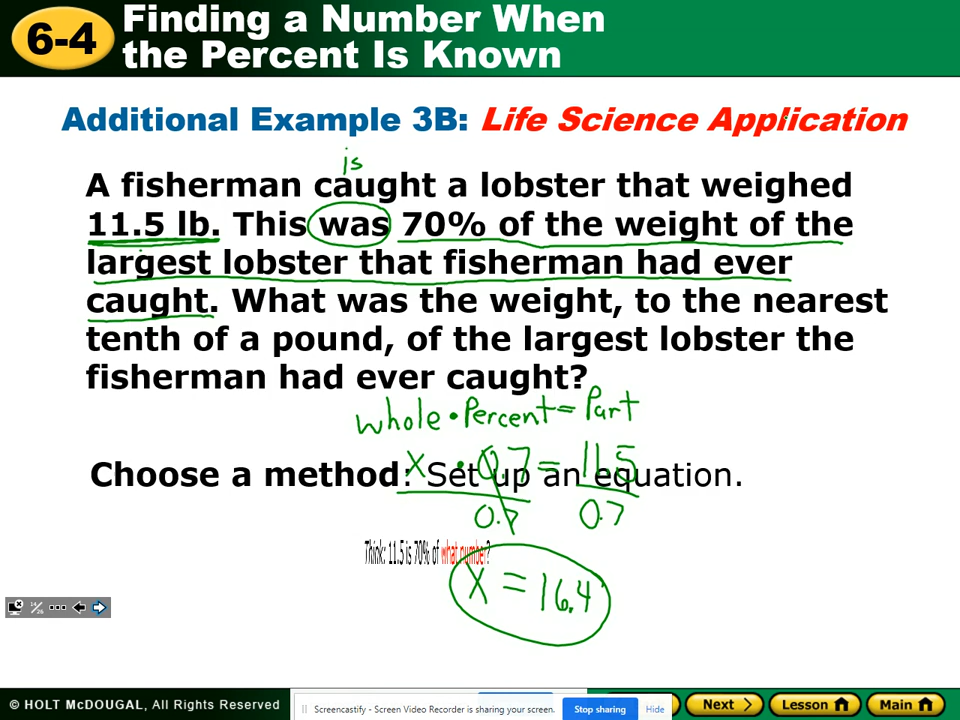 6-4
Finding a Number When
the Percent Is Known
Additional Example 3B: Life Science Application
is
A fisherman caught a lobster that weighed
11.5 lb. This was 70% of the weight of the
largest lobster that fisherman had ever
caught. What was the weight, to the nearest
tenth of a pound, of the largest lobster the
fisherman had ever caught?
whole • Percent = Part
x • 0.7 = 11.5
Choose a method: Set up an equation.
0.7 0.7
Think: 11.5 is 70% of what number?
x = 16.4
© HOLT McDOUGAL, All Rights Reserved
Screencastify - Screen Video Recorder is sharing your screen.
Stop sharing
Hide
Next >
Lesson
Main